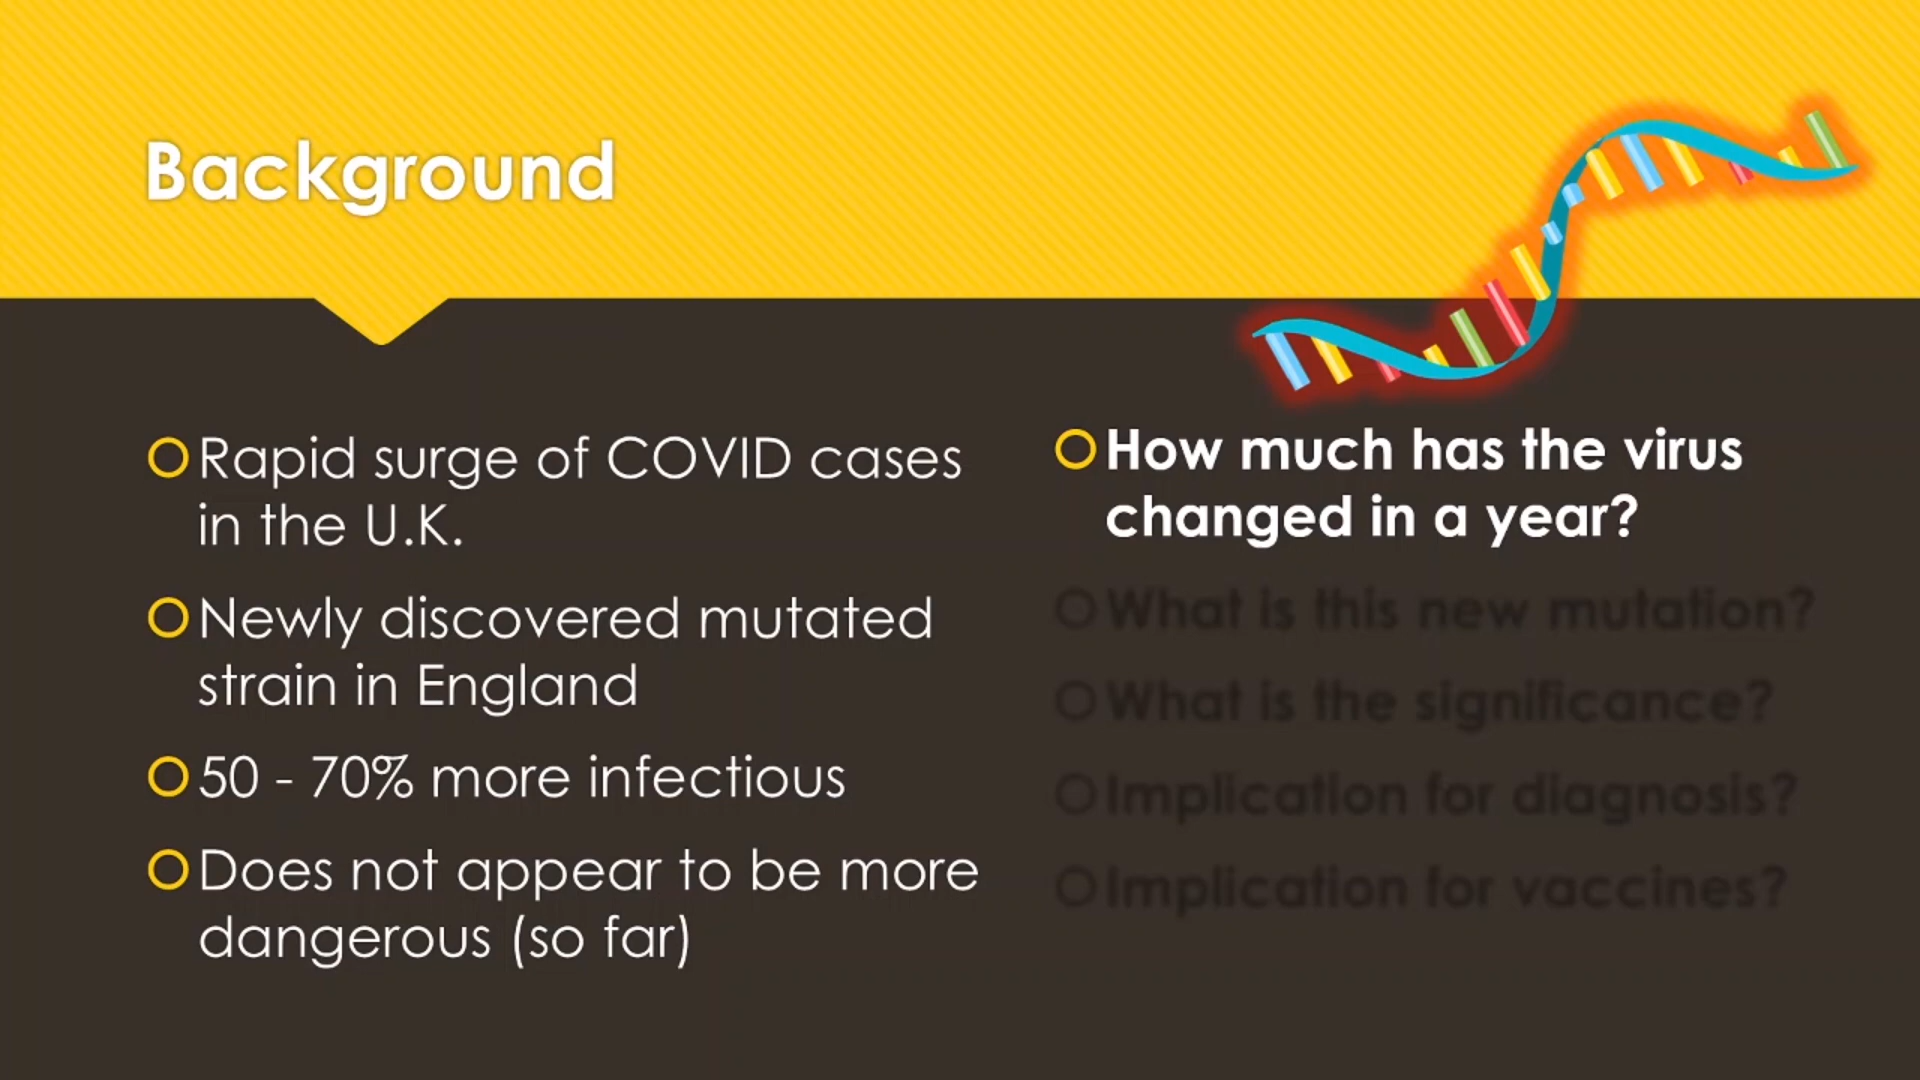 Background
Rapid surge of COVID cases
in the U.K.
Newly discovered mutated
strain in England
50 - 70% more infectious
Does not appear to be more
dangerous (so far)
How much has the virus
changed in a year?
What is this new mutation?
What is the significance?
Implication for diagnosis?
Implication for vaccines?